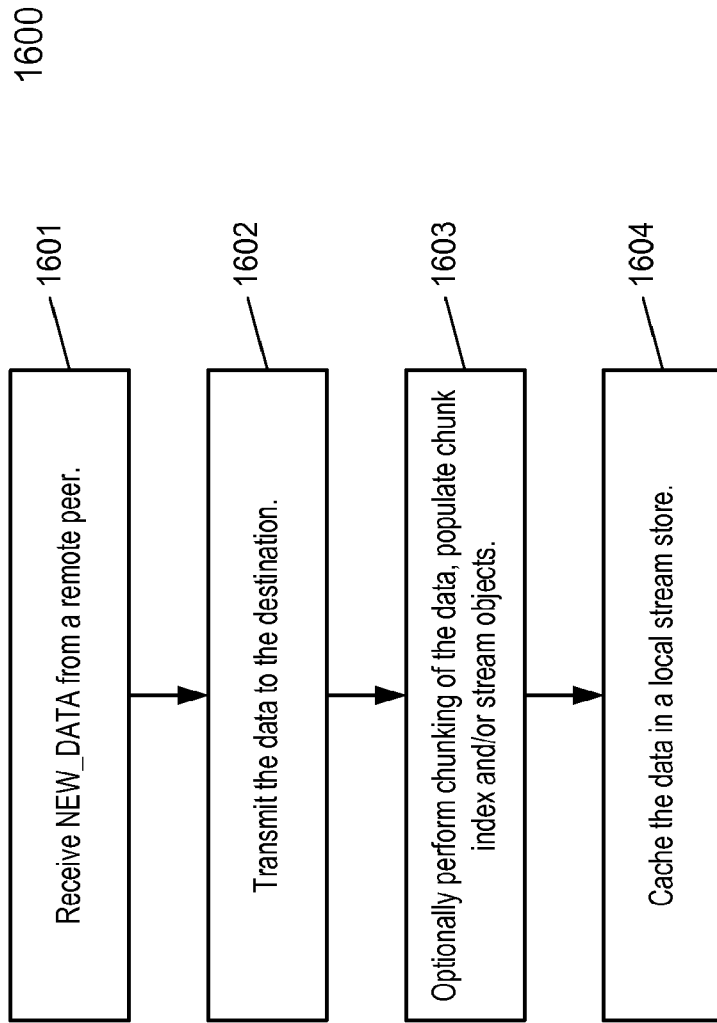 1600
Receive NEW_DATA from a remote peer.
1601
Transmit the data to the destination.
1602
Optionally perform chunking of the data, populate chunk
index and/or stream objects.
1603
Cache the data in a local stream store.
1604